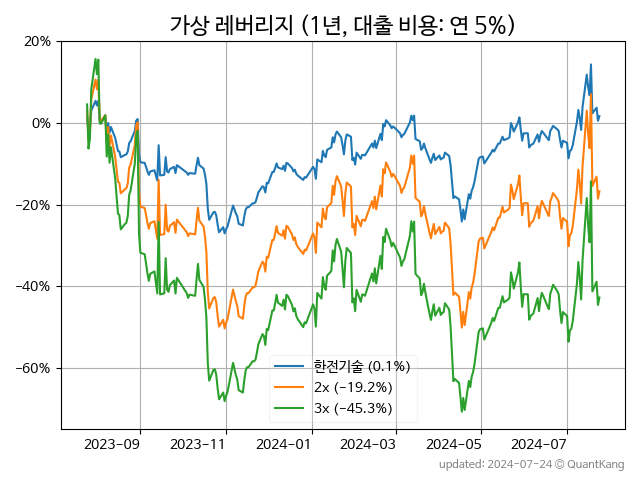 가상 레버리지 (1년, 대출 비용: 연 5%)
20%
0%
−20%
−40%
−60%
한전기술 (0.1%)
2x (−19.2%)
3x (−45.3%)
2023−09 2023−11 2024−01 2024−03 2024−05 2024−07
updated: 2024-07-24 © QuantKang